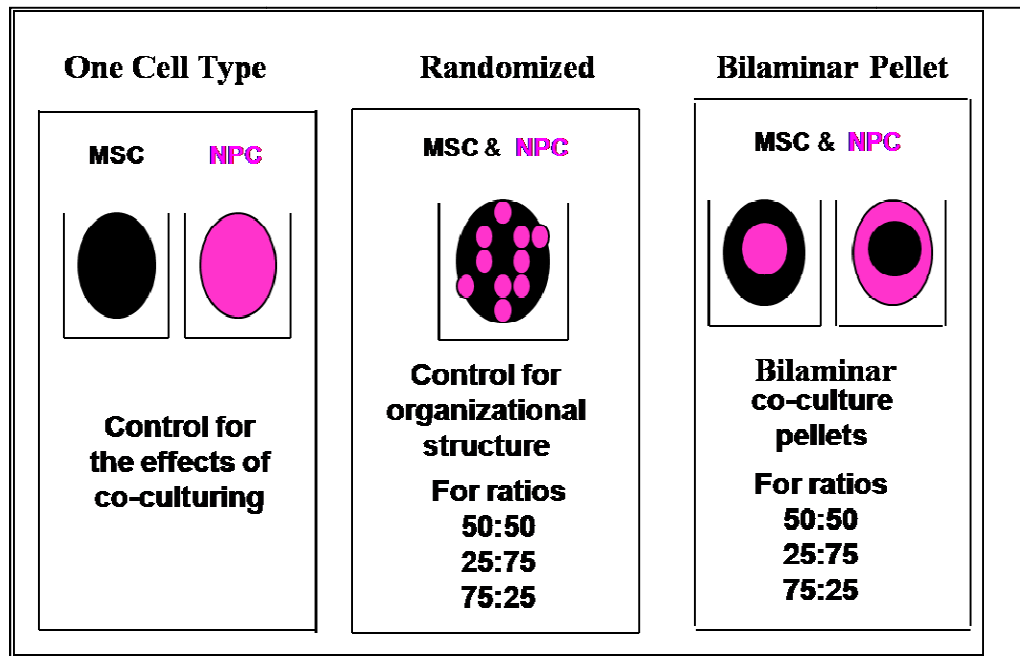 One Cell Type
MSC NPC
Control for
the effects of
co-culturing
Randomized
MSC & NPC
Control for
organizational
structure
For ratios
50:50
25:75
75:25
Bilaminar Pellet
MSC & NPC
Bilaminar
co-culture
pellets
For ratios
50:50
25:75
75:25